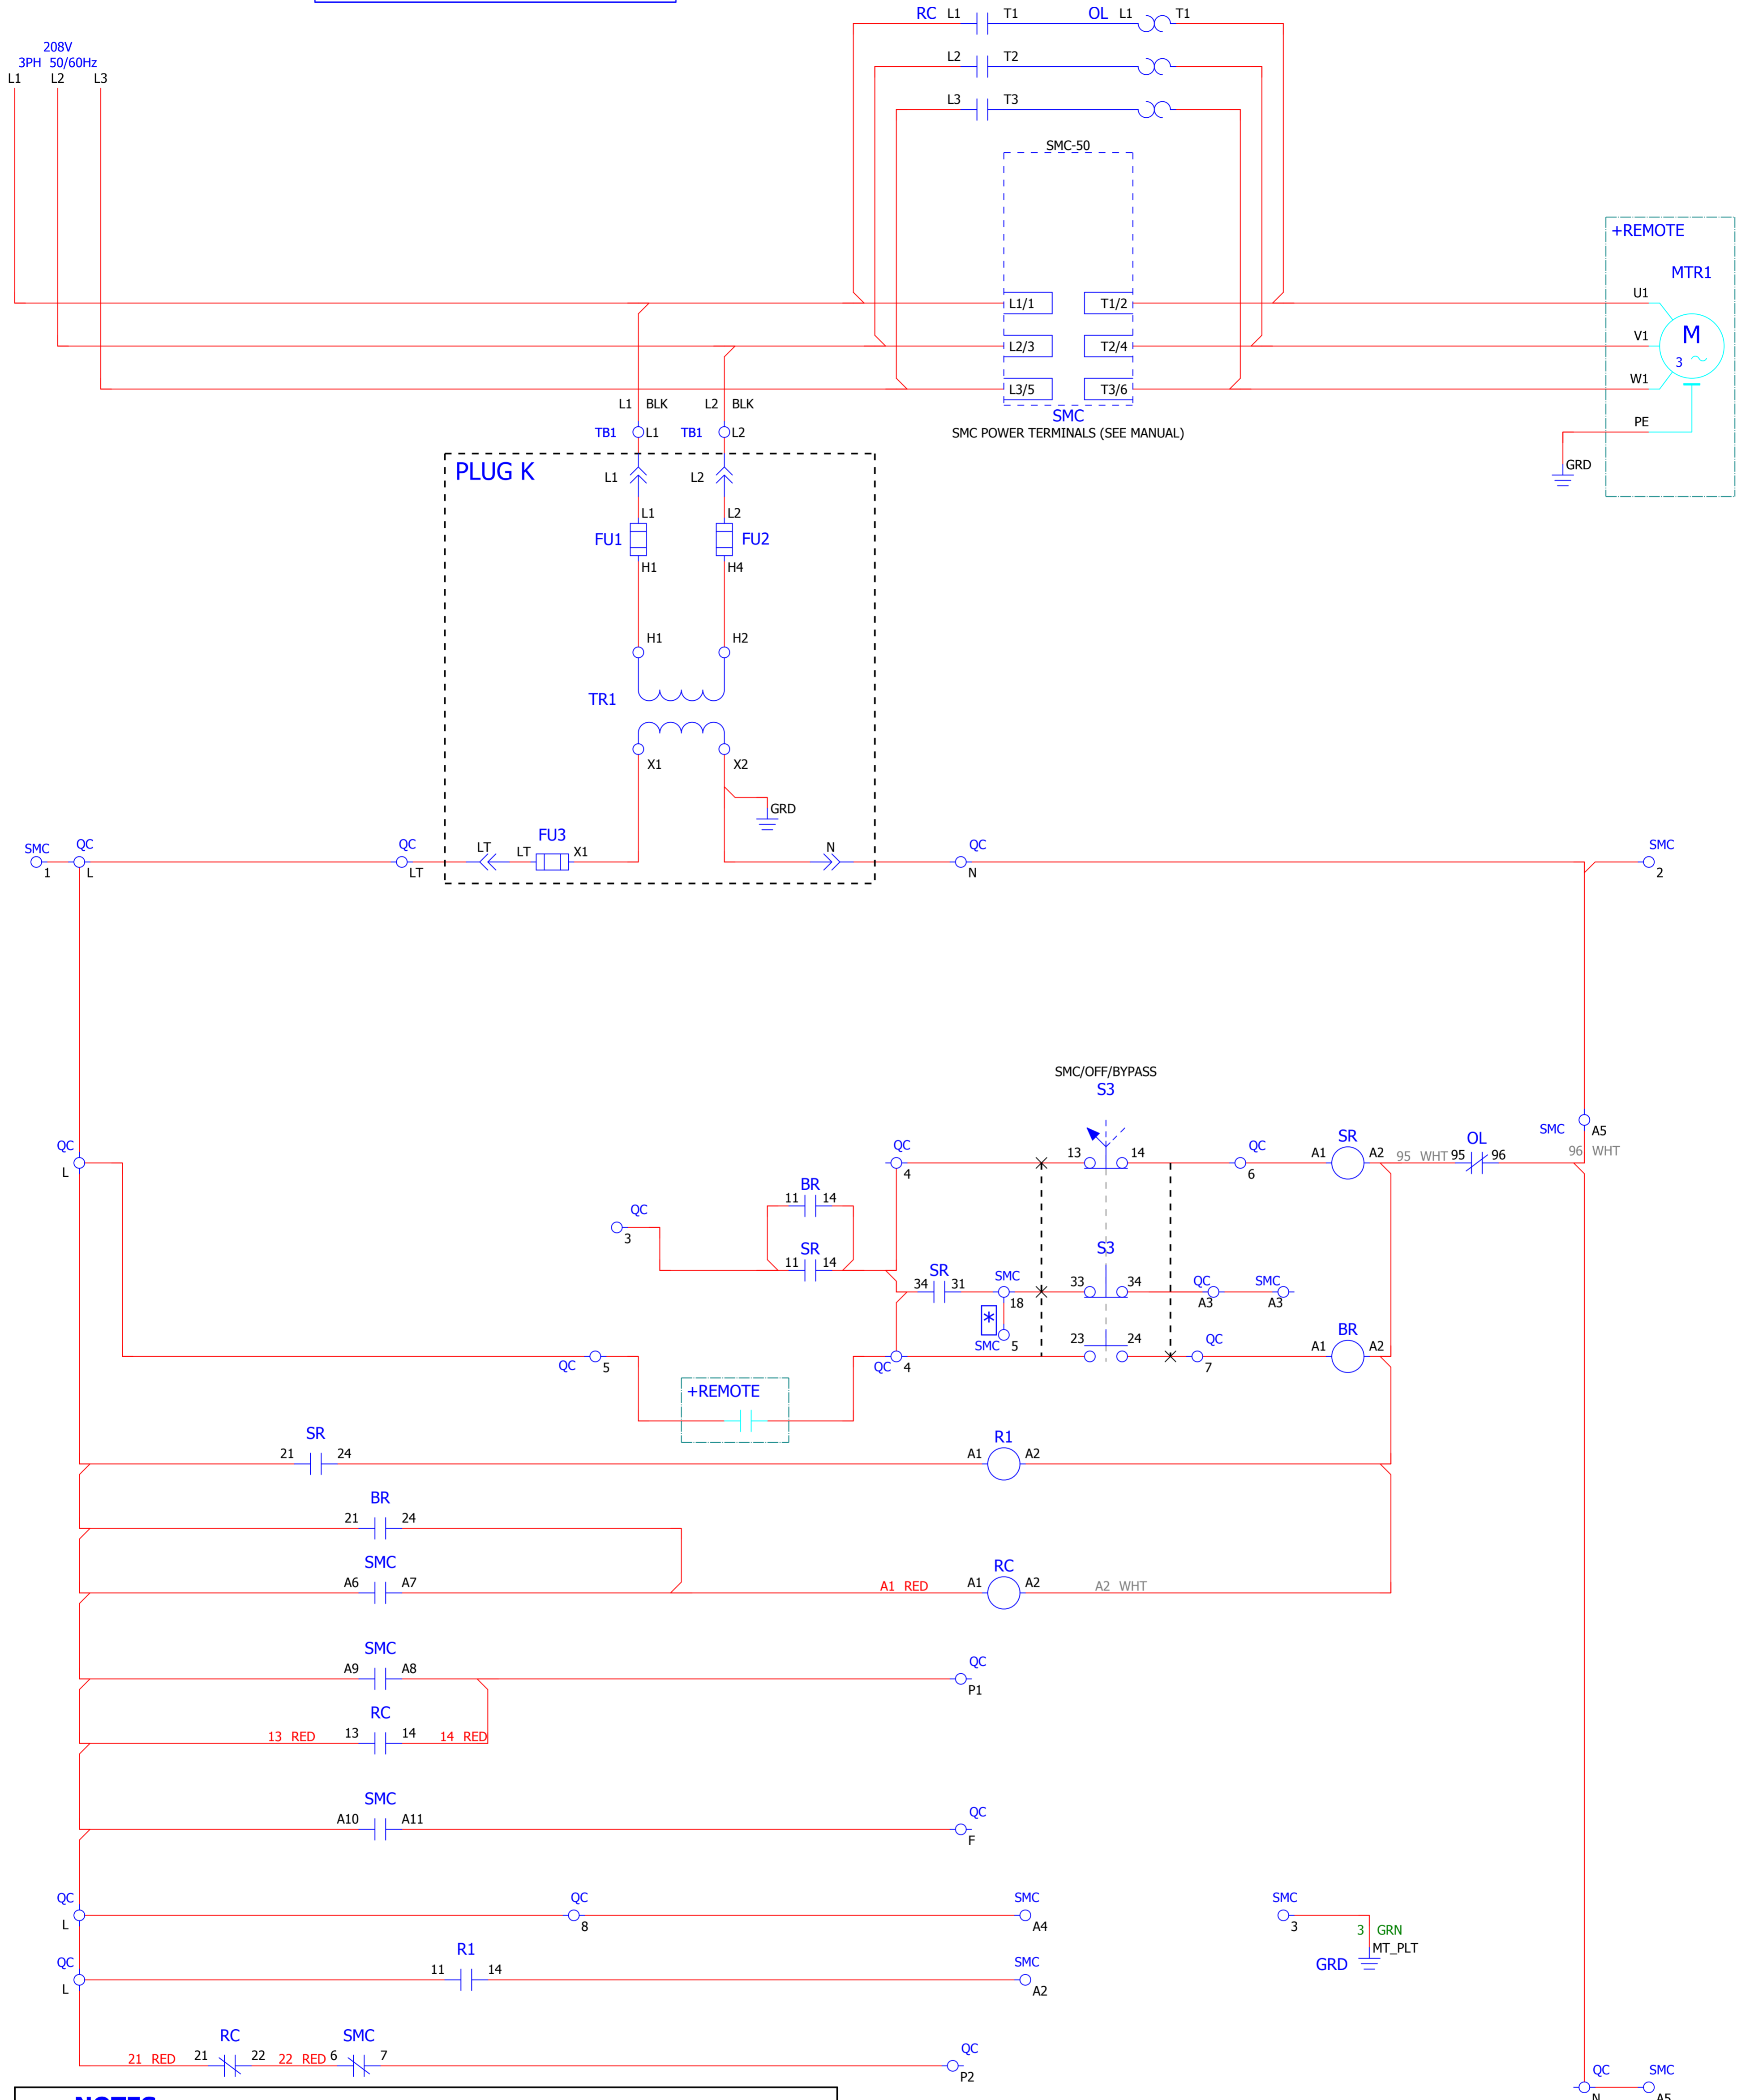 RC L1 T1 OL L1 T1
208V
3PH 50/60Hz
L1 L2 L3
L2 T2
L3 T3
SMC-50
+REMOTE
MTR1
L1/1 T1/2 U1
L2/3 T2/4 V1 M
3
L3/5 T3/6 W1
L1 BLK L2 BLK
SMC
PE
TB1 L1 TB1 L2
SMC POWER TERMINALS (SEE MANUAL)
PLUG K
L1 L2
GRD
L1 L2
FU1 FU2
H1 H4
H1 H2
TR1
X1 X2
GRD
FU3
SMC QC QC LT LT X1 N QC SMC
1 L LT N 2
SMC/OFF/BYPASS
S3
SMC A5
QC QC 13 14 QC SR OL
L 4 6 A1 A2 95 WHT 95 96 96 WHT
BR
11 14
QC
3
SR S3
11 14
SR SMC 33 34 QC SMC
34 31 18 A3 A3
*
SMC 5 23 24 QC BR
QC 5 QC 4 7 A1 A2
+REMOTE
SR R1
21 24 A1 A2
BR
21 24
SMC RC
A6 A7 A1 RED A1 A2 A2 WHT
SMC QC
A9 A8 P1
RC
13 RED 13 14 14 RED
SMC QC
A10 A11 F
QC QC SMC SMC
L 8 A4 3
3 GRN
QC R1 SMC MT_PLT
L 11 14 A2 GRD
RC SMC QC
21 RED 21 22 22 RED 6 7 P2
QC SMC
N A5
NOTES